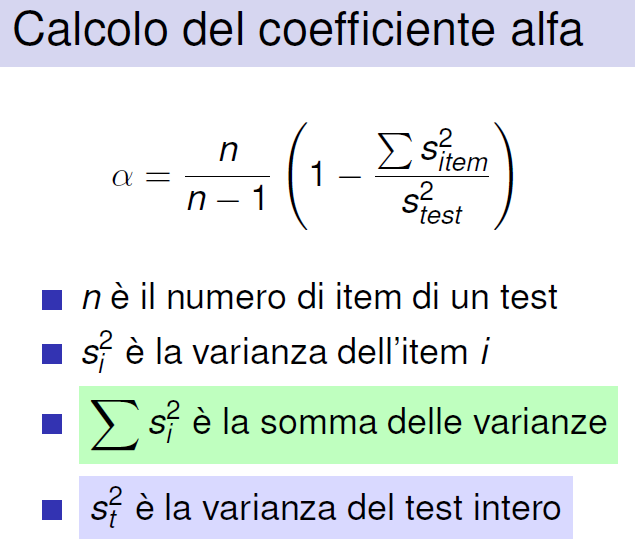 Calcolo del coefficiente alfa
α = n / (n − 1) (1 − ∑ s²item / s²test)
n è il numero di item di un test
s²i è la varianza dell'item i
∑ s²i è la somma delle varianze
s²t è la varianza del test intero